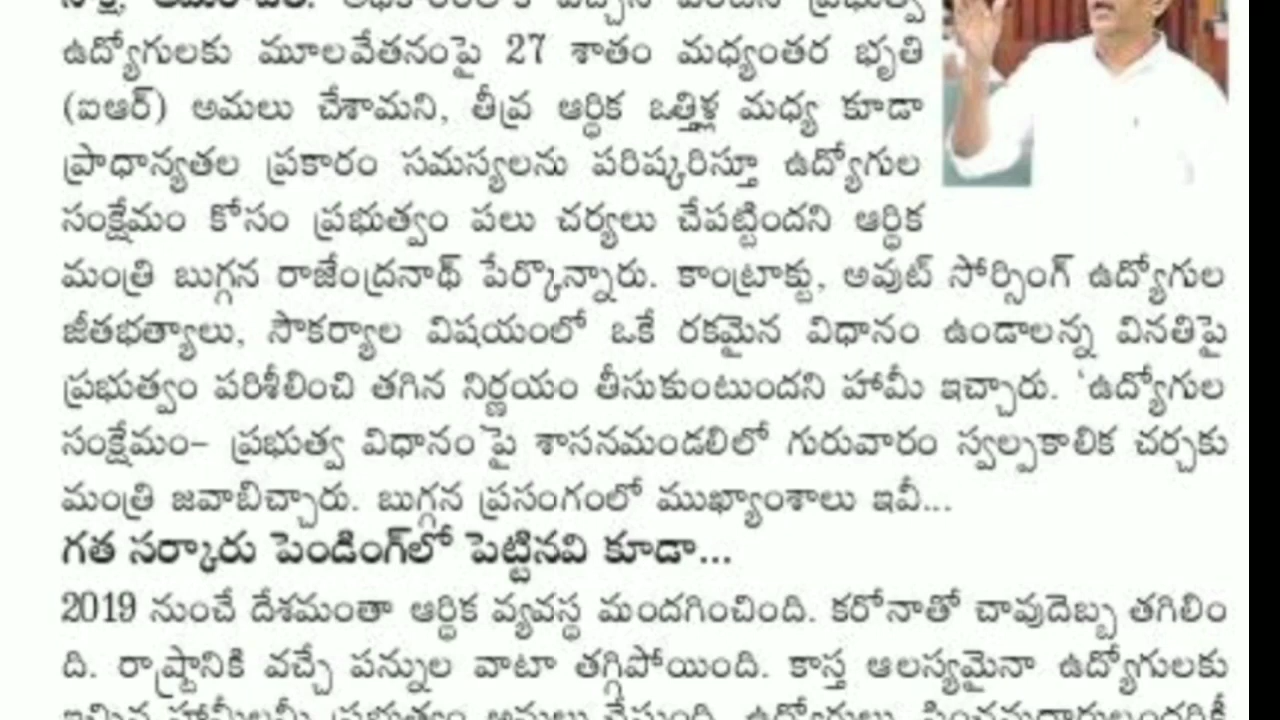 ఉద్యోగులకు మూలవేతనంపై 27 శాతం మధ్యంతర భృతి
(ఐఆర్) అమలు చేశామని, తీవ్ర ఆర్థిక ఒత్తిళ్ల మధ్య కూడా
ప్రాధాన్యతల ప్రకారం సమస్యలను పరిష్కరిస్తూ ఉద్యోగుల
సంక్షేమం కోసం ప్రభుత్వం పలు చర్యలు చేపట్టిందని ఆర్థిక
మంత్రి బుగ్గన రాజేంద్రనాథ్ పేర్కొన్నారు. కాంట్రాక్టు, అవుట్ సోర్సింగ్ ఉద్యోగుల
జీతభత్యాలు, సౌకర్యాల విషయంలో ఒకే రకమైన విధానం ఉండాలన్న వినతిపై
ప్రభుత్వం పరిశీలించి తగిన నిర్ణయం తీసుకుంటుందని హామీ ఇచ్చారు. ‘ఉద్యోగుల
సంక్షేమం– ప్రభుత్వ విధానం’పై శాసనమండలిలో గురువారం స్వల్పకాలిక చర్చకు
మంత్రి జవాబిచ్చారు. బుగ్గన ప్రసంగంలో ముఖ్యాంశాలు ఇవీ...
గత సర్కారు పెండింగ్‌లో పెట్టినవి కూడా...
2019 నుంచే దేశమంతా ఆర్థిక వ్యవస్థ మందగించింది. కరోనాతో చావుదెబ్బ తగిలిం
ది. రాష్ట్రానికి వచ్చే పన్నుల వాటా తగ్గిపోయింది. కాస్త ఆలస్యమైనా ఉద్యోగులకు